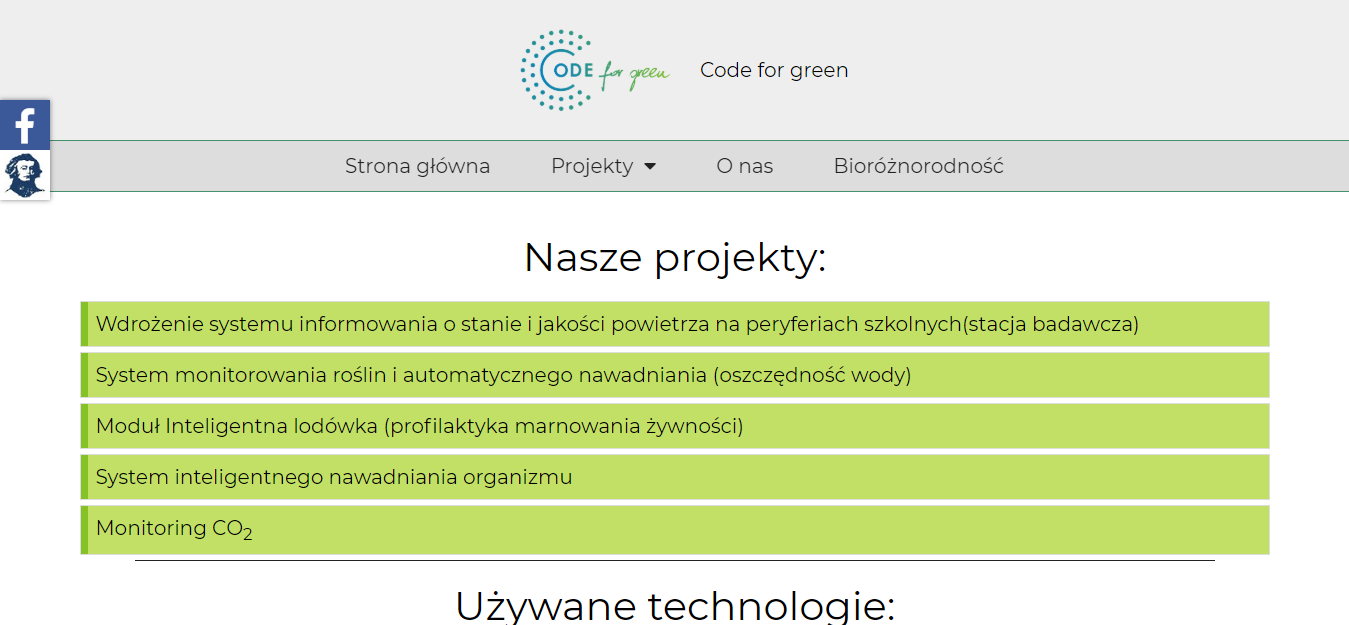 CODE for green
Code for green
Strona główna Projekty O nas Bioróżnorodność
Nasze projekty:
Wdrożenie systemu informowania o stanie i jakości powietrza na peryferiach szkolnych(stacja badawcza)
System monitorowania roślin i automatycznego nawadniania (oszczędność wody)
Moduł Inteligentna lodówka (profilaktyka marnowania żywności)
System inteligentnego nawadniania organizmu
Monitoring CO₂
Używane technologie: